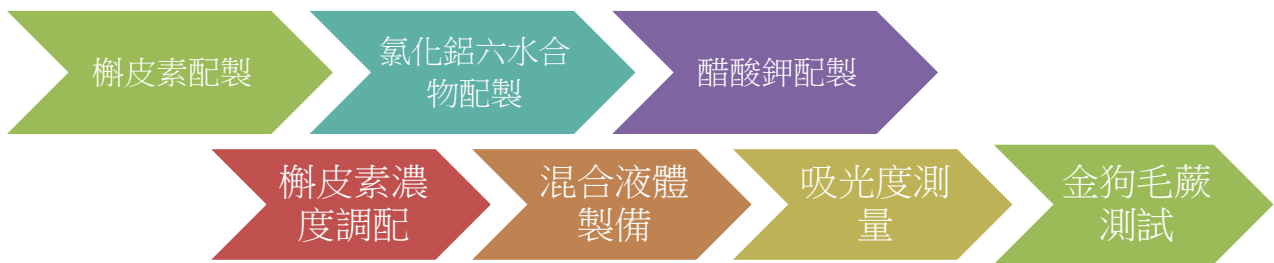 槲皮素配製
氯化鋁六水合
物配製
醋酸鉀配製
槲皮素濃
度調配
混合液體
製備
吸光度測
量
金狗毛蕨
測試